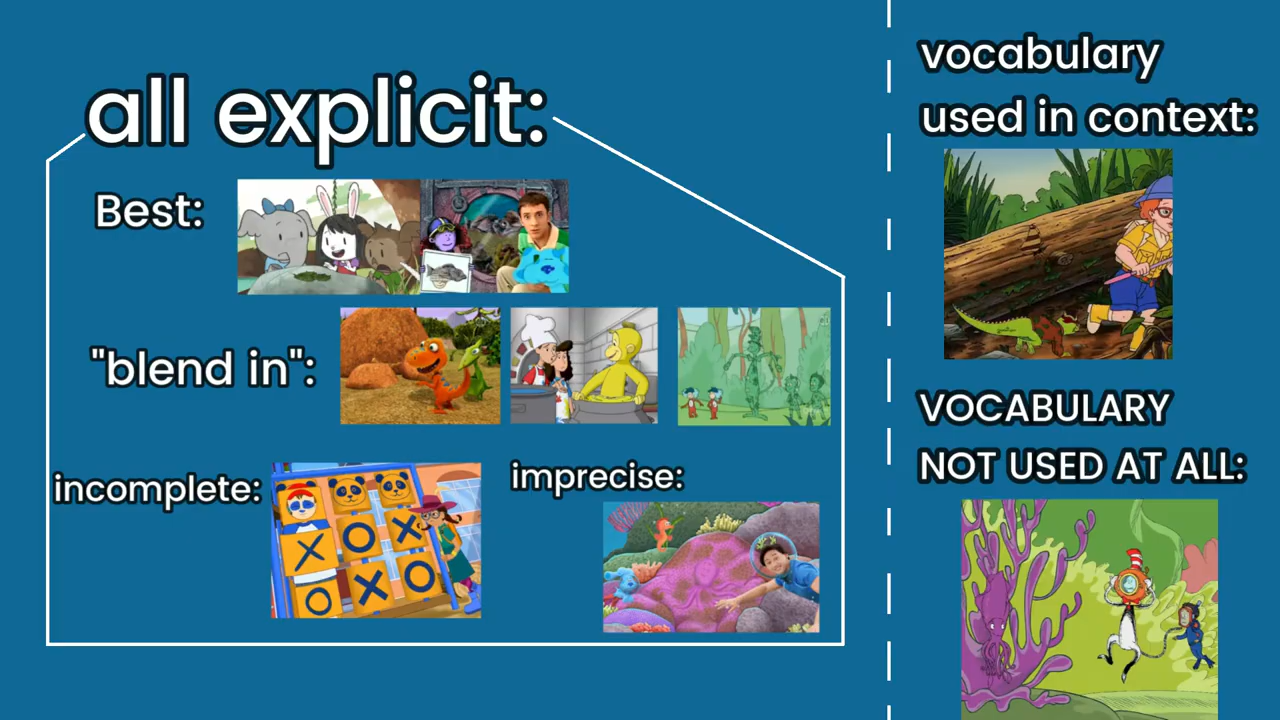 all explicit:
Best:
"blend in":
incomplete:
imprecise:
X O X
O X O
vocabulary
used in context:
VOCABULARY
NOT USED AT ALL: